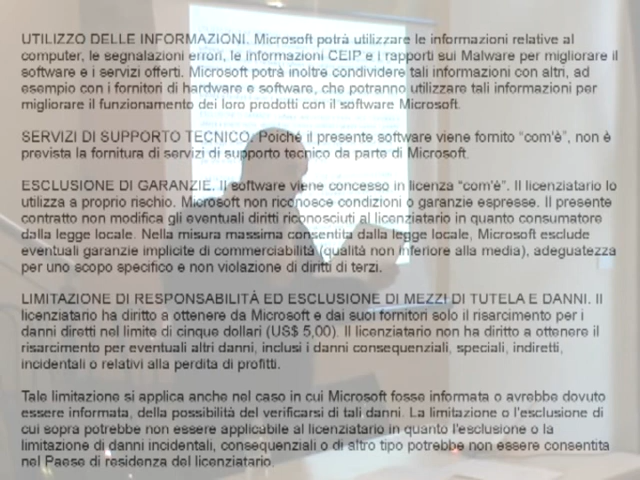 UTILIZZO DELLE INFORMAZIONI. Microsoft potrà utilizzare le informazioni relative al
computer, le segnalazioni errori, le informazioni CEIP e i rapporti sui Malware per migliorare il
software e i servizi offerti. Microsoft potrà inoltre condividere tali informazioni con altri, ad
esempio con i fornitori di hardware e software, che potranno utilizzare tali informazioni per
migliorare il funzionamento dei loro prodotti con il software Microsoft.
SERVIZI DI SUPPORTO TECNICO. Poiché il presente software viene fornito “com’è”, non è
prevista la fornitura di servizi di supporto tecnico da parte di Microsoft.
ESCLUSIONE DI GARANZIE. Il software viene concesso in licenza “com’è”. Il licenziatario lo
utilizza a proprio rischio. Microsoft non riconosce condizioni o garanzie espresse. Il presente
contratto non modifica gli eventuali diritti riconosciuti al licenziatario in quanto consumatore
dalla legge locale. Nella misura massima consentita dalla legge locale, Microsoft esclude
eventuali garanzie implicite di commerciabilità (qualità non inferiore alla media), adeguatezza
per uno scopo specifico e non violazione di diritti di terzi.
LIMITAZIONE DI RESPONSABILITÀ ED ESCLUSIONE DI MEZZI DI TUTELA E DANNI. Il
licenziatario ha diritto a ottenere da Microsoft e dai suoi fornitori solo il risarcimento per i
danni diretti nel limite di cinque dollari (US$ 5,00). Il licenziatario non ha diritto a ottenere il
risarcimento per eventuali altri danni, inclusi i danni consequenziali, speciali, indiretti,
incidentali o relativi alla perdita di profitti.
Tale limitazione si applica anche nel caso in cui Microsoft fosse informata o avrebbe dovuto
essere informata, della possibilità del verificarsi di tali danni. La limitazione o l’esclusione di
cui sopra potrebbe non essere applicabile al licenziatario in quanto l’esclusione o la
limitazione di danni incidentali, consequenziali o di altro tipo potrebbe non essere consentita
nel Paese di residenza del licenziatario.